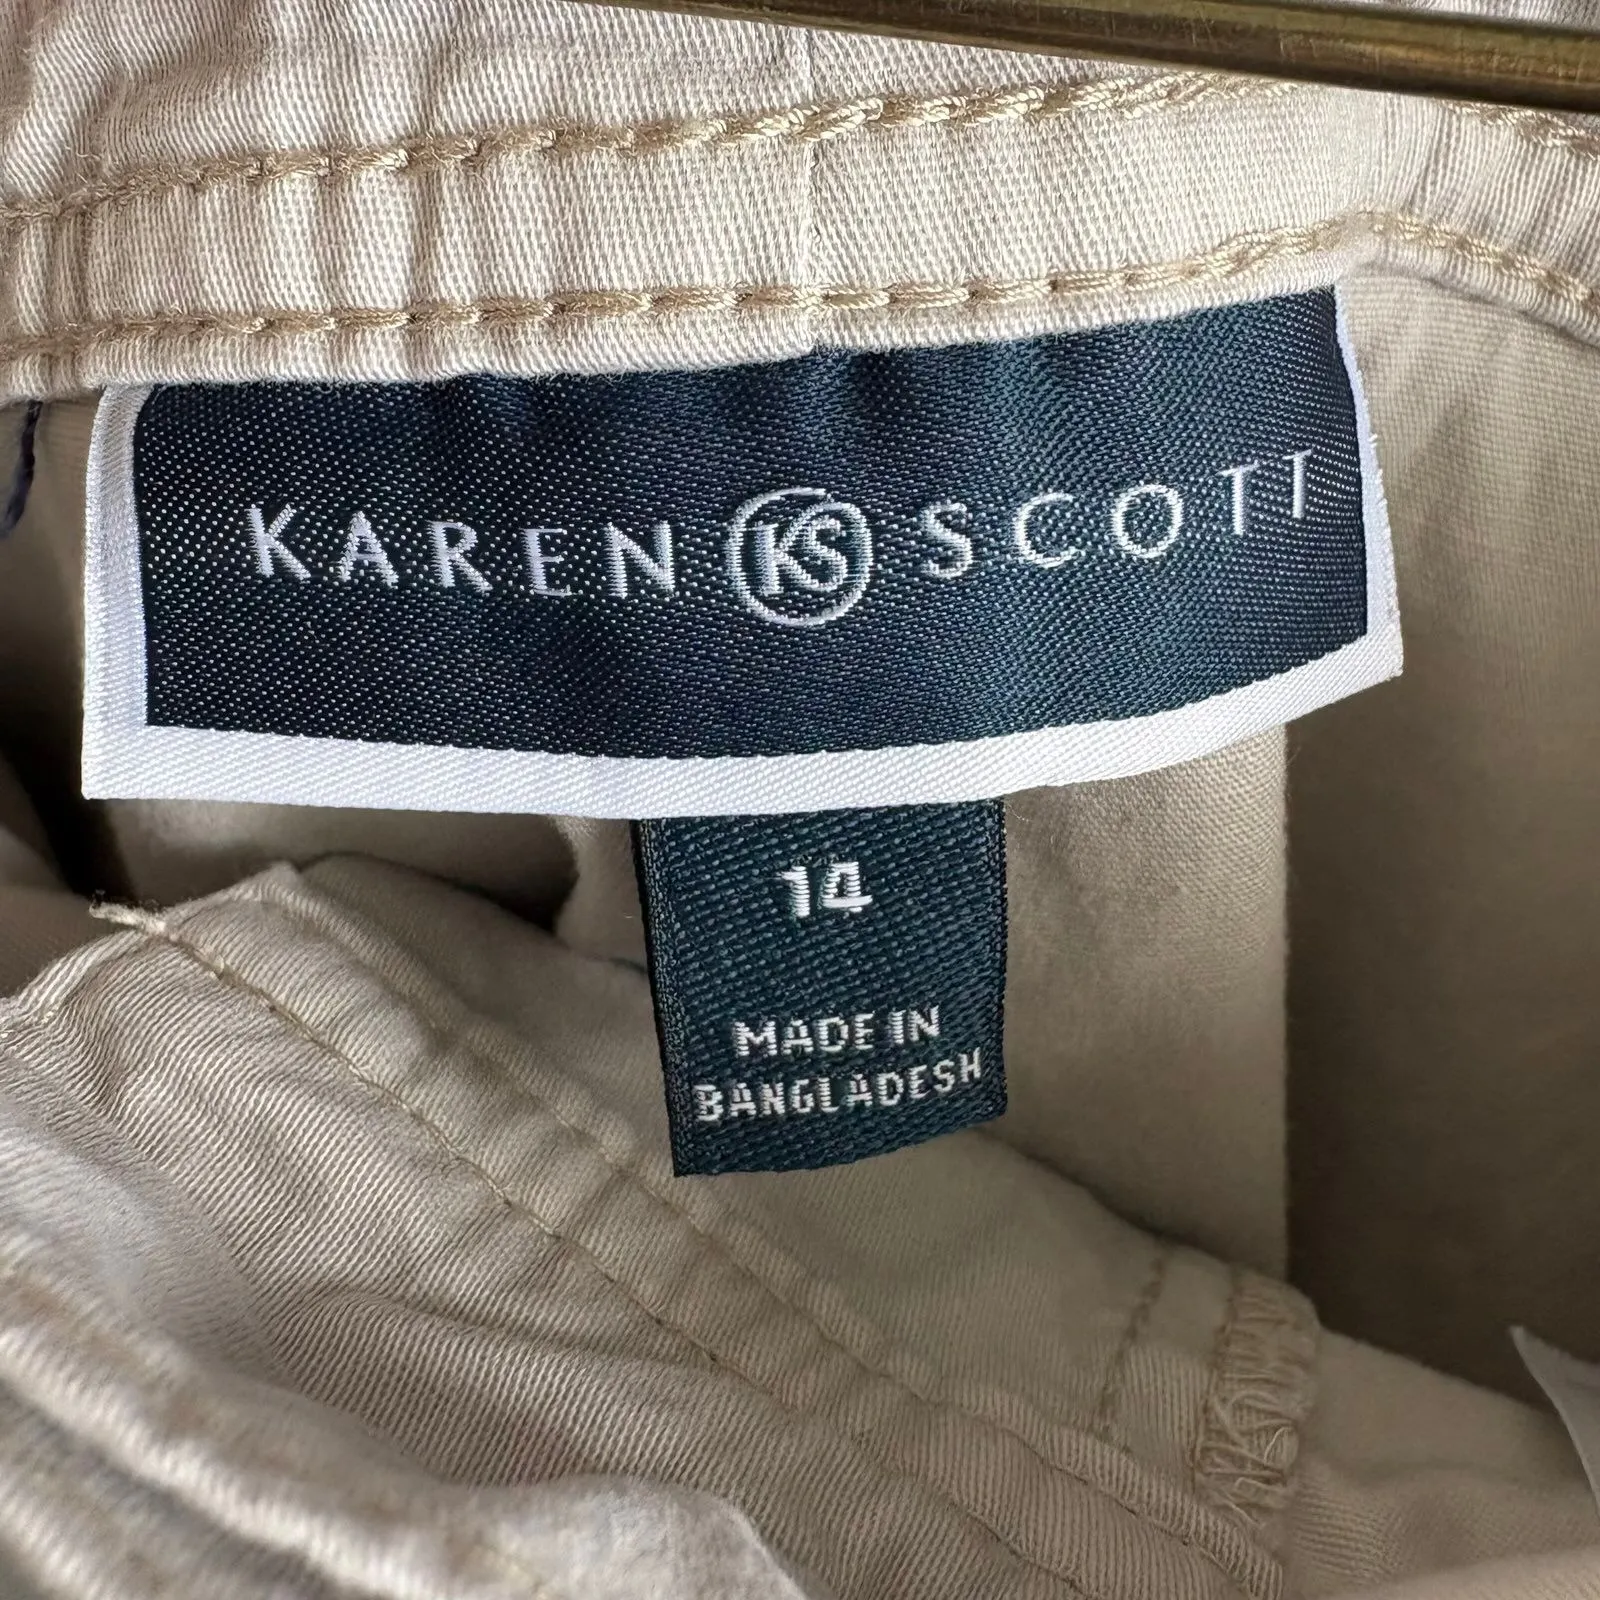 KAREN KS SCOTT
14
MADE IN
BANGLADESH